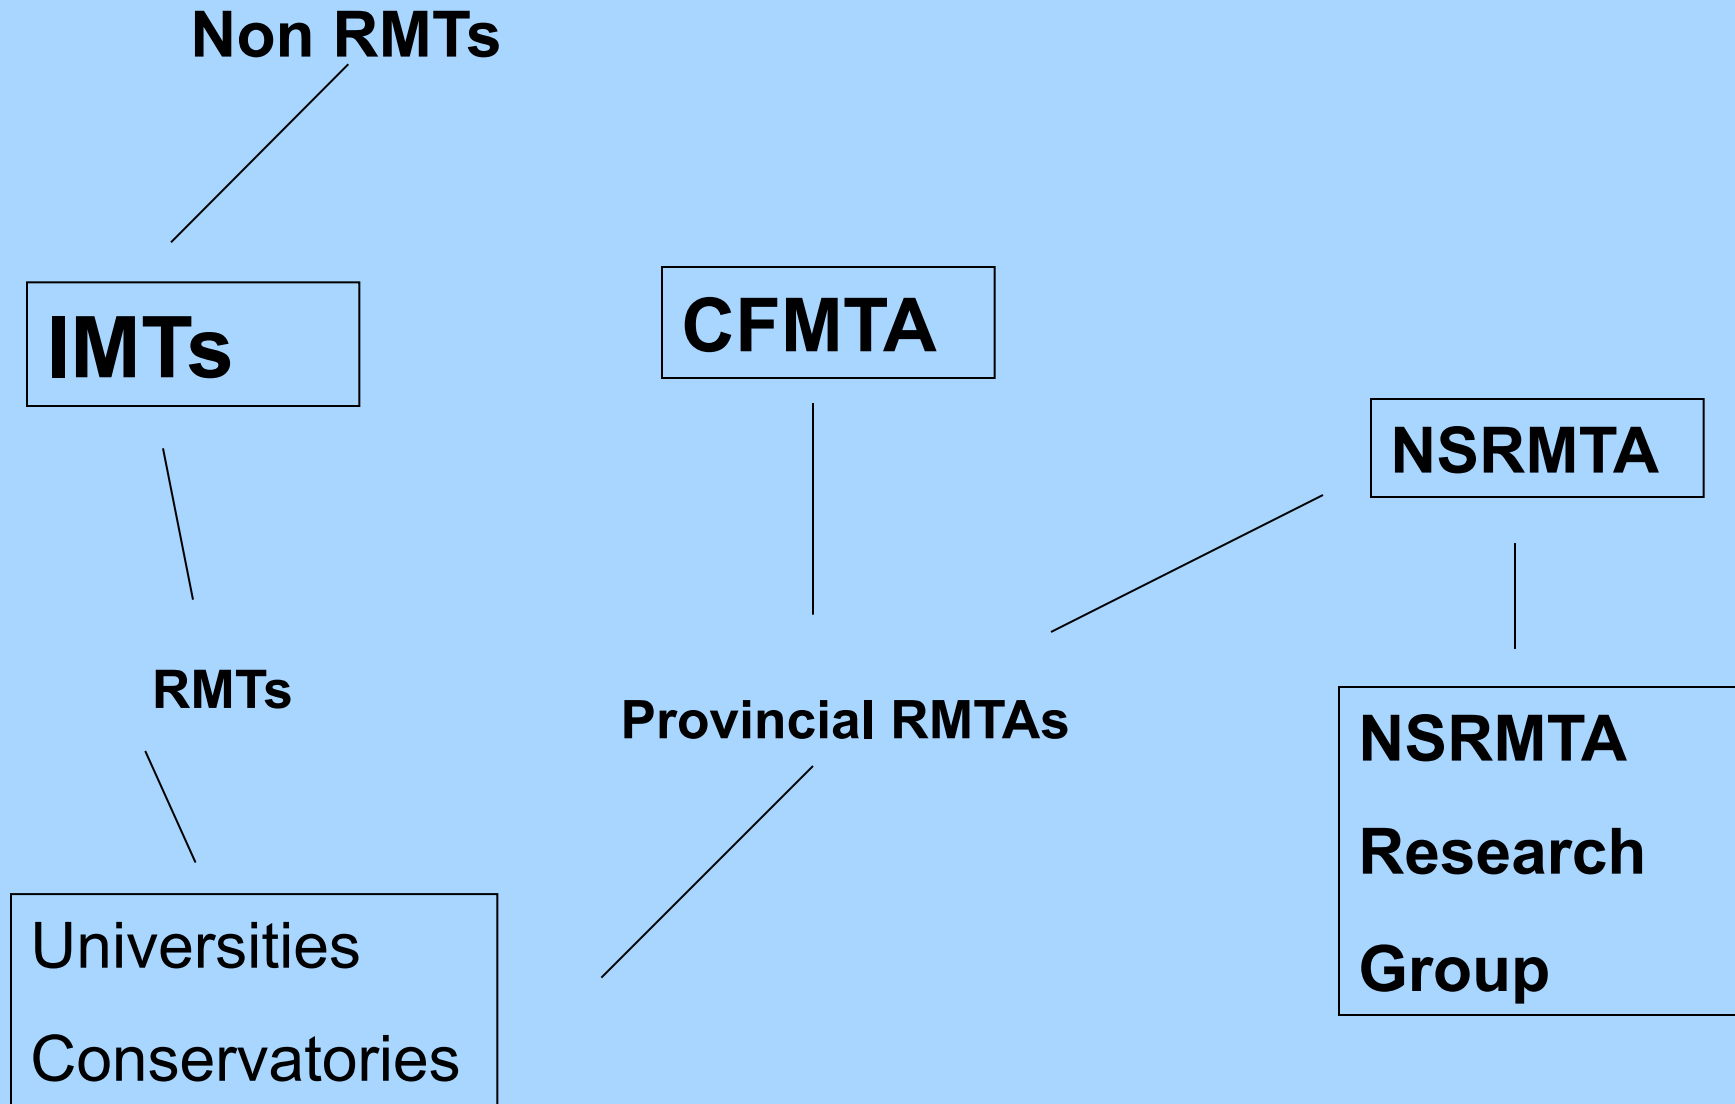 Non RMTs
IMTs
CFMTA
NSRMTA
RMTs
Provincial RMTAs
NSRMTA
Research
Group
Universities
Conservatories